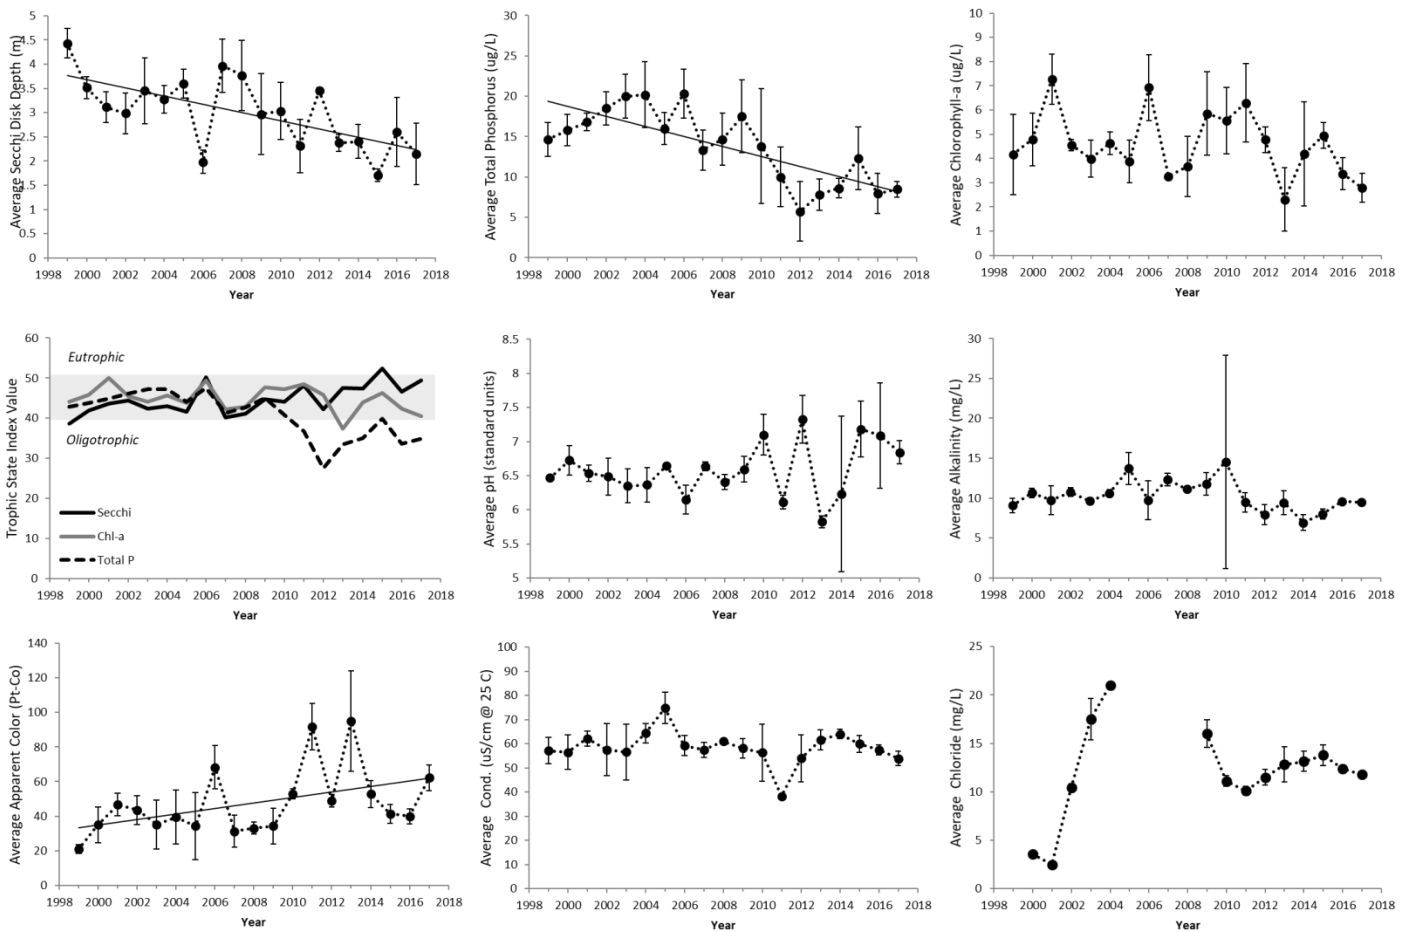 Average Secchi Disk Depth (m)
5
4.5
4
3.5
3
2.5
2
1.5
1
0.5
0
1998 2000 2002 2004 2006 2008 2010 2012 2014 2016 2018
Year
Average Total Phosphorus (ug/L)
30
25
20
15
10
5
0
1998 2000 2002 2004 2006 2008 2010 2012 2014 2016 2018
Year
Average Chlorophyll-a (ug/L)
10
9
8
7
6
5
4
3
2
1
0
1998 2000 2002 2004 2006 2008 2010 2012 2014 2016 2018
Year
Trophic State Index Value
60
50
40
30
20
10
0
Eutrophic
Oligotrophic
Secchi
Chl-a
Total P
1998 2000 2002 2004 2006 2008 2010 2012 2014 2016 2018
Year
Average pH (standard units)
8.5
8
7.5
7
6.5
6
5.5
5
1998 2000 2002 2004 2006 2008 2010 2012 2014 2016 2018
Year
Average Alkalinity (mg/L)
30
25
20
15
10
5
0
1998 2000 2002 2004 2006 2008 2010 2012 2014 2016 2018
Year
Average Apparent Color (Pt-Co)
140
120
100
80
60
40
20
0
1998 2000 2002 2004 2006 2008 2010 2012 2014 2016 2018
Year
Average Cond. (uS/cm @ 25 C)
100
90
80
70
60
50
40
30
20
10
0
1998 2000 2002 2004 2006 2008 2010 2012 2014 2016 2018
Year
Average Chloride (mg/L)
25
20
15
10
5
0
1998 2000 2002 2004 2006 2008 2010 2012 2014 2016 2018
Year